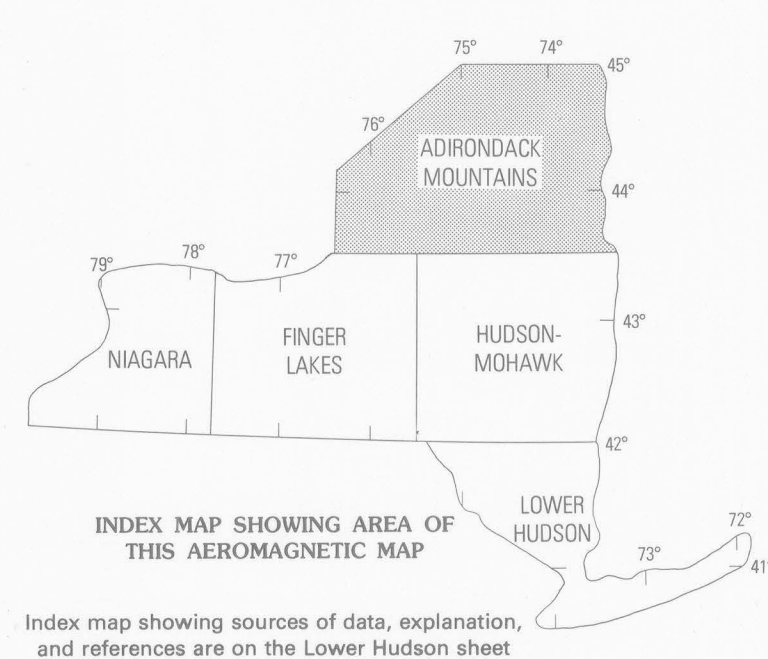 75°
74°
45°
76°
ADIRONDACK
MOUNTAINS
44°
79°
78°
77°
43°
NIAGARA
FINGER
LAKES
HUDSON-
MOHAWK
42°
LOWER
HUDSON
72°
73°
41°
INDEX MAP SHOWING AREA OF
THIS AEROMAGNETIC MAP
Index map showing sources of data, explanation,
and references are on the Lower Hudson sheet